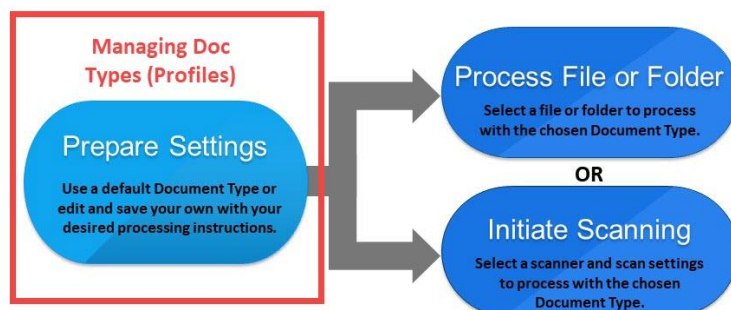 Managing Doc
Types (Profiles)
Prepare Settings
Use a default Document Type or
edit and save your own with your
desired processing instructions.
Process File or Folder
Select a file or folder to process
with the chosen Document Type.
OR
Initiate Scanning
Select a scanner and scan settings
to process with the chosen
Document Type.